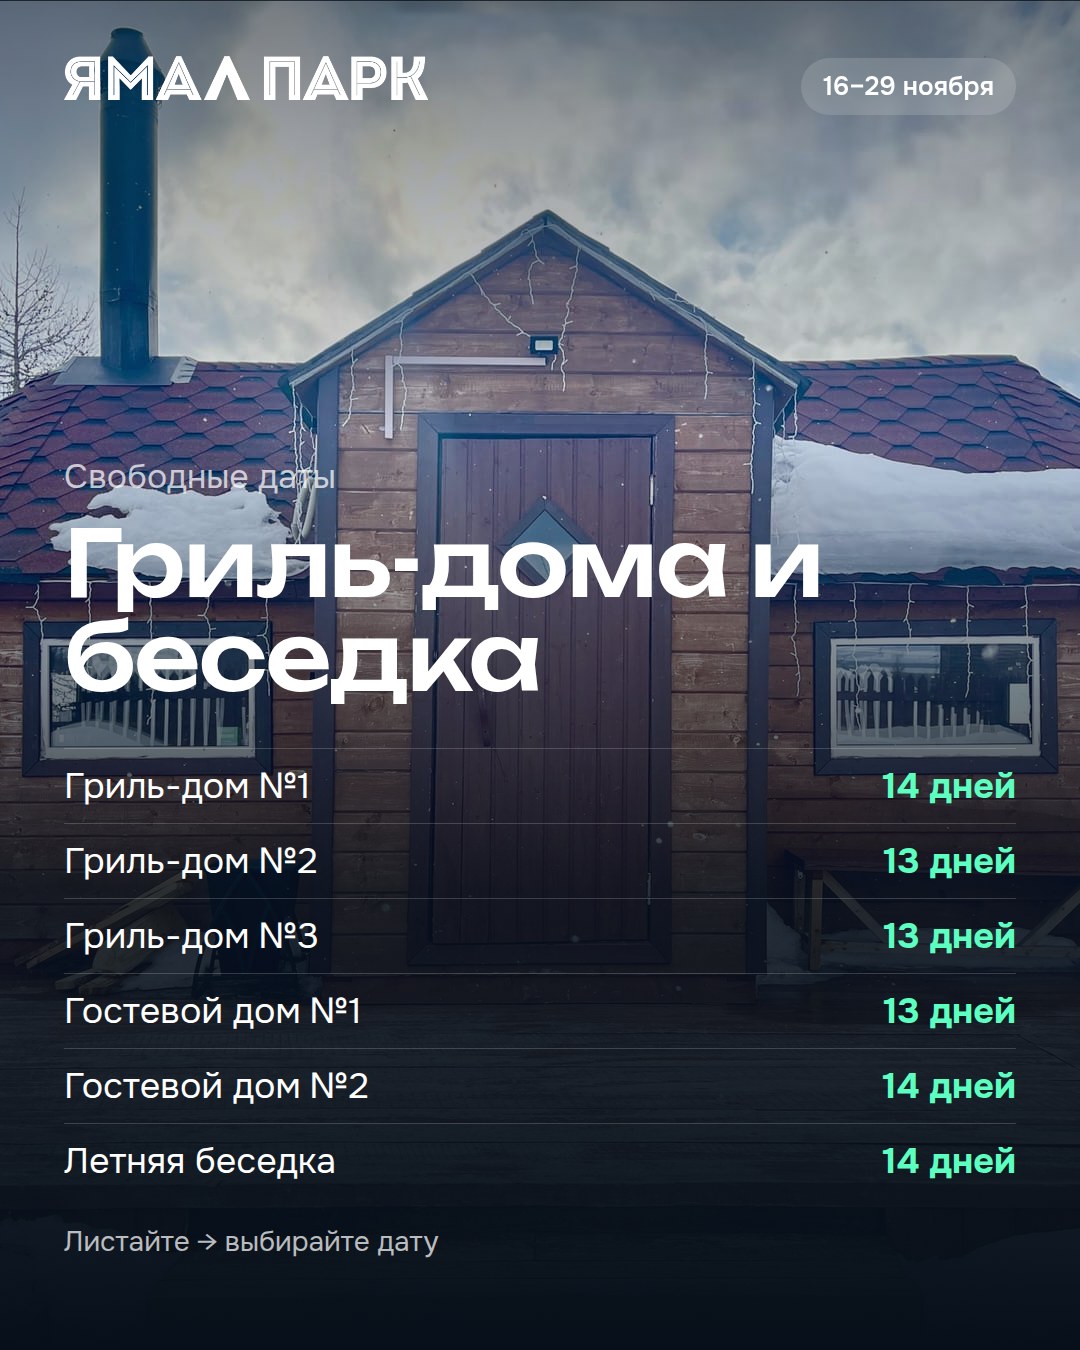 ЯМАЛ ПАРК
16–29 ноября
Свободные даты
Гриль-дома и
беседка
Гриль-дом №1 14 дней
Гриль-дом №2 13 дней
Гриль-дом №3 13 дней
Гостевой дом №1 13 дней
Гостевой дом №2 14 дней
Летняя беседка 14 дней
Листайте → выбирайте дату